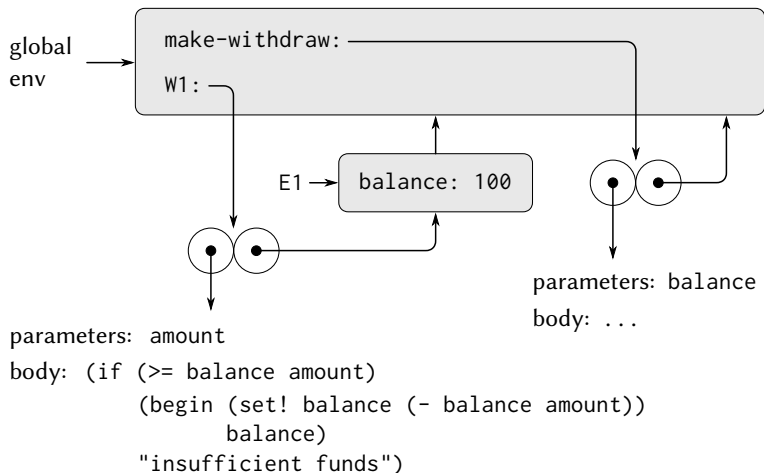 global
env
make-withdraw:
W1:
E1
balance: 100
parameters: balance
body: ...
parameters: amount
body: (if (>= balance amount)
(begin (set! balance (- balance amount))
balance)
"insufficient funds")